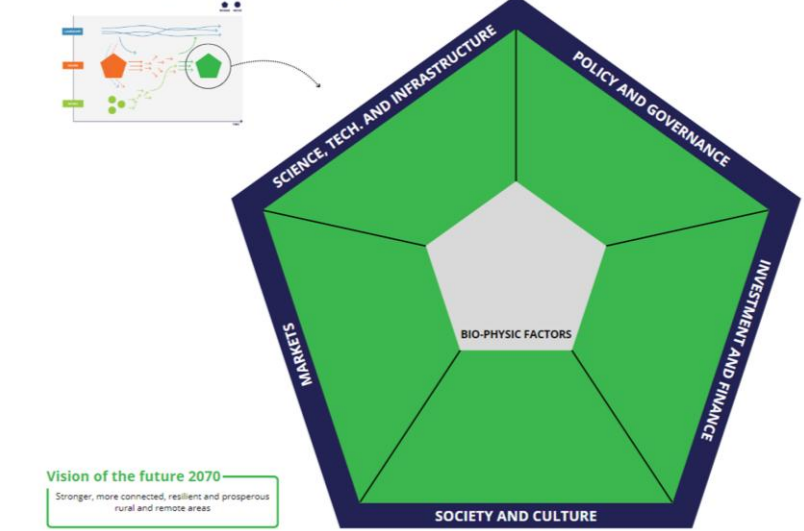 SCIENCE, TECH. AND INFRASTRUCTURE
POLICY AND GOVERNANCE
INVESTMENT AND FINANCE
BIO-PHYSIC FACTORS
MARKETS
Vision of the future 2070
Stronger, more connected, resilient and prosperous
rural and remote areas
SOCIETY AND CULTURE